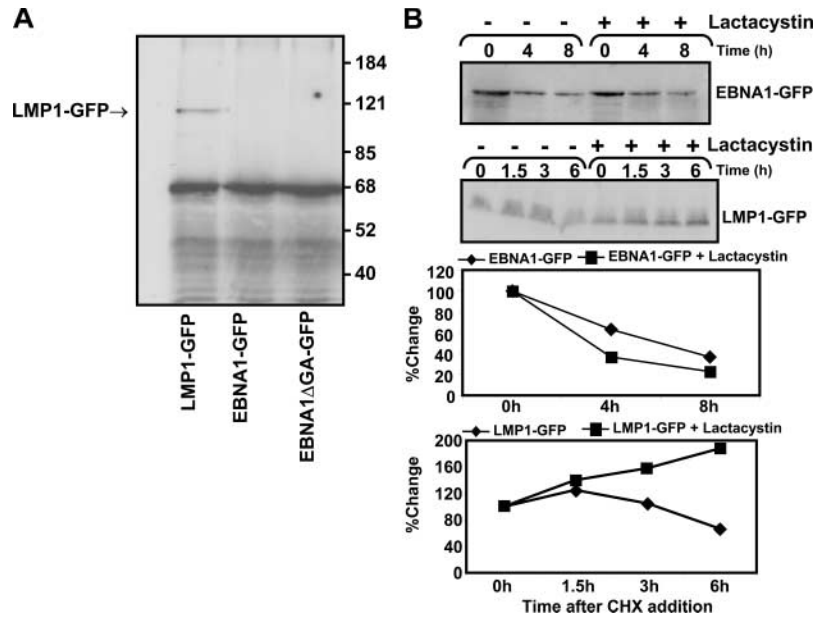 A
LMP1-GFP→
184
121
85
68
52
40
LMP1-GFP
EBNA1-GFP
EBNA1ΔGA-GFP
B
- - - + + + Lactacystin
0 4 8 0 4 8 Time (h)
EBNA1-GFP
- - - - + + + + Lactacystin
0 1.5 3 6 0 1.5 3 6 Time (h)
LMP1-GFP
EBNA1-GFP EBNA1-GFP + Lactacystin
%Change
120
100
80
60
40
20
0
0h 4h 8h
LMP1-GFP LMP1-GFP + Lactacystin
%Change
200
160
120
80
40
0
0h 1.5h 3h 6h
Time after CHX addition